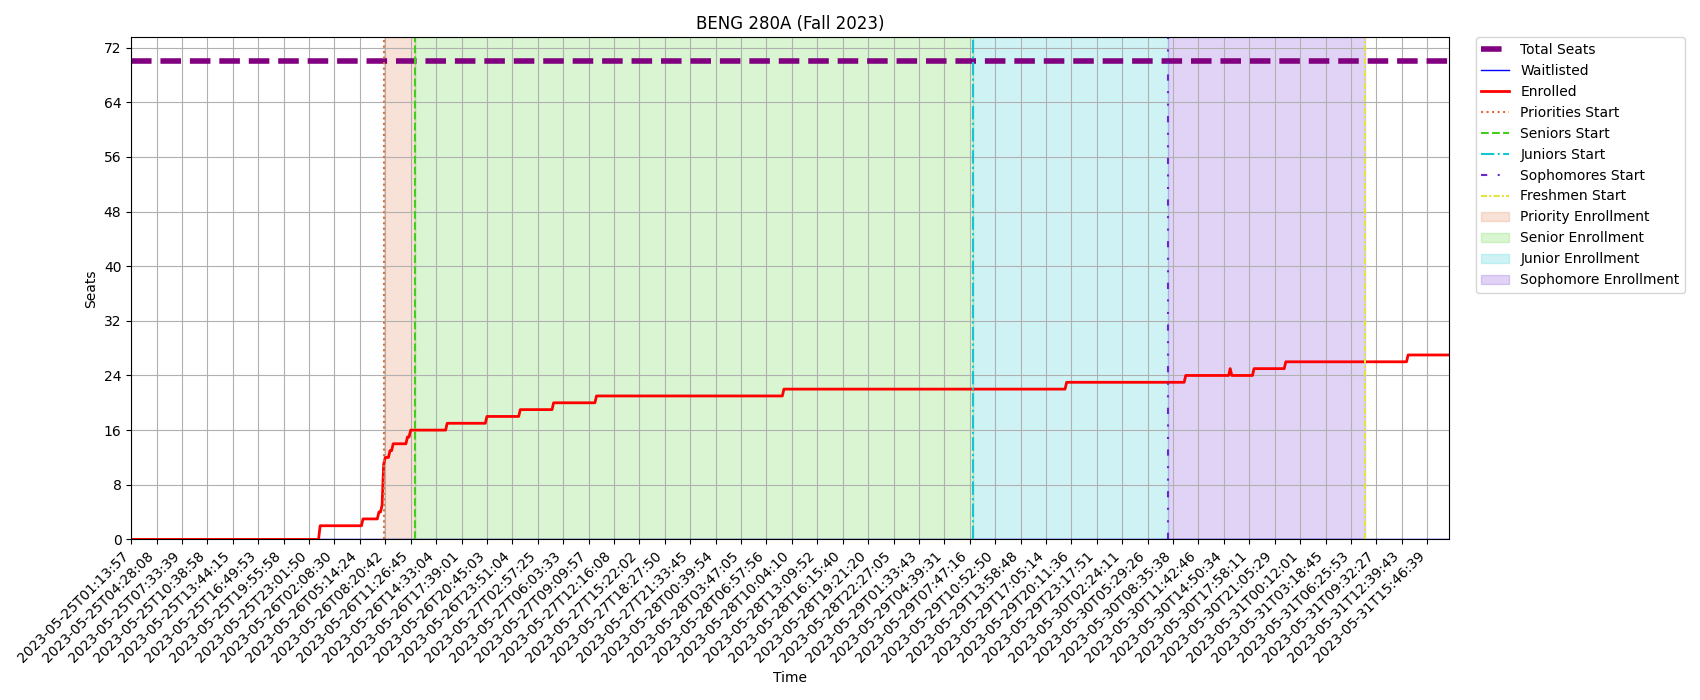 BENG 280A (Fall 2023)
72
64
56
48
40
32
24
16
8
0
Seats
2023-05-25T01:13:57
2023-05-25T04:28:08
2023-05-25T07:33:39
2023-05-25T10:38:58
2023-05-25T13:44:15
2023-05-25T16:49:53
2023-05-25T19:55:58
2023-05-25T23:01:50
2023-05-26T02:08:30
2023-05-26T05:14:24
2023-05-26T08:20:42
2023-05-26T11:26:45
2023-05-26T14:33:04
2023-05-26T17:39:01
2023-05-26T20:45:03
2023-05-26T23:51:04
2023-05-27T02:57:25
2023-05-27T06:03:33
2023-05-27T09:09:57
2023-05-27T12:16:08
2023-05-27T15:22:02
2023-05-27T18:27:50
2023-05-27T21:33:45
2023-05-28T00:39:54
2023-05-28T03:47:05
2023-05-28T06:57:56
2023-05-28T10:04:10
2023-05-28T13:09:52
2023-05-28T16:15:40
2023-05-28T19:21:20
2023-05-28T22:27:05
2023-05-29T01:33:43
2023-05-29T04:39:31
2023-05-29T07:47:16
2023-05-29T10:52:50
2023-05-29T13:58:48
2023-05-29T17:05:14
2023-05-29T20:11:36
2023-05-29T23:17:51
2023-05-30T02:24:11
2023-05-30T05:29:26
2023-05-30T08:35:38
2023-05-30T11:42:46
2023-05-30T14:50:34
2023-05-30T17:58:11
2023-05-30T21:05:29
2023-05-31T00:12:01
2023-05-31T03:18:45
2023-05-31T06:25:53
2023-05-31T09:32:27
2023-05-31T12:39:43
2023-05-31T15:46:39
Time
Total Seats
Waitlisted
Enrolled
Priorities Start
Seniors Start
Juniors Start
Sophomores Start
Freshmen Start
Priority Enrollment
Senior Enrollment
Junior Enrollment
Sophomore Enrollment